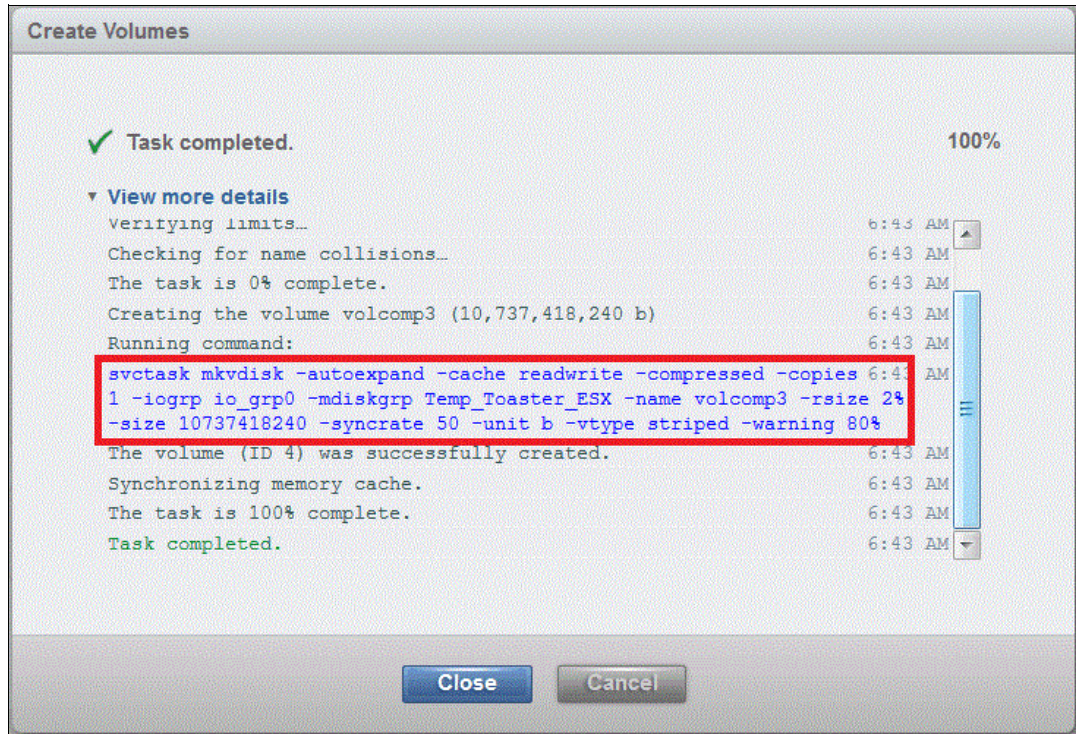 Create Volumes
Task completed. 100%
View more details
Verifying limits… 6:43 AM
Checking for name collisions… 6:43 AM
The task is 0% complete. 6:43 AM
Creating the volume volcomp3 (10,737,418,240 b) 6:43 AM
Running command: 6:43 AM
svctask mkvdisk -autoexpand -cache readwrite -compressed -copies 6:43 AM
1 -iogrp io_grp0 -mdiskgrp Temp_Toaster_ESX -name volcomp3 -rsize 2%
-size 10737418240 -syncrate 50 -unit b -vtype striped -warning 80%
The volume (ID 4) was successfully created. 6:43 AM
Synchronizing memory cache. 6:43 AM
The task is 100% complete. 6:43 AM
Task completed. 6:43 AM
Close Cancel